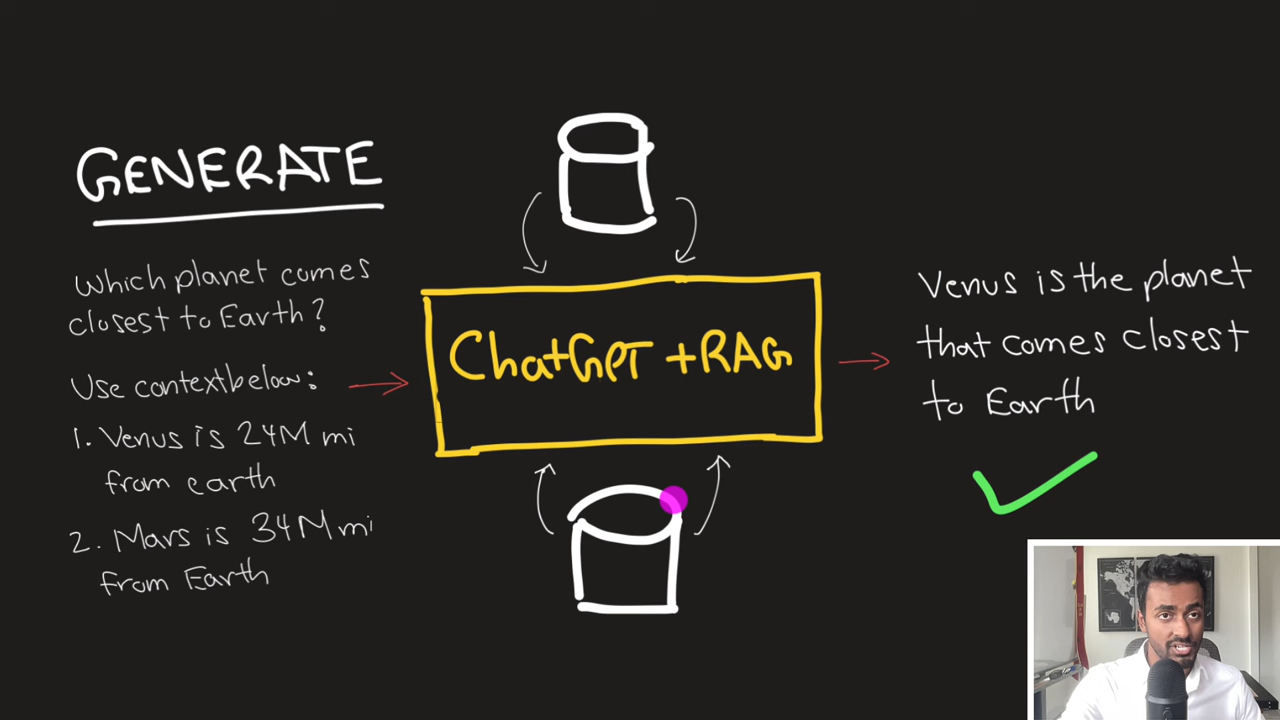 GENERATE
Which planet comes
closest to Earth?
Use context below:
1. Venus is 24M mi
from earth
2. Mars is 34M mi
from Earth
ChatGPT +RAG
Venus is the planet
that comes closest
to Earth